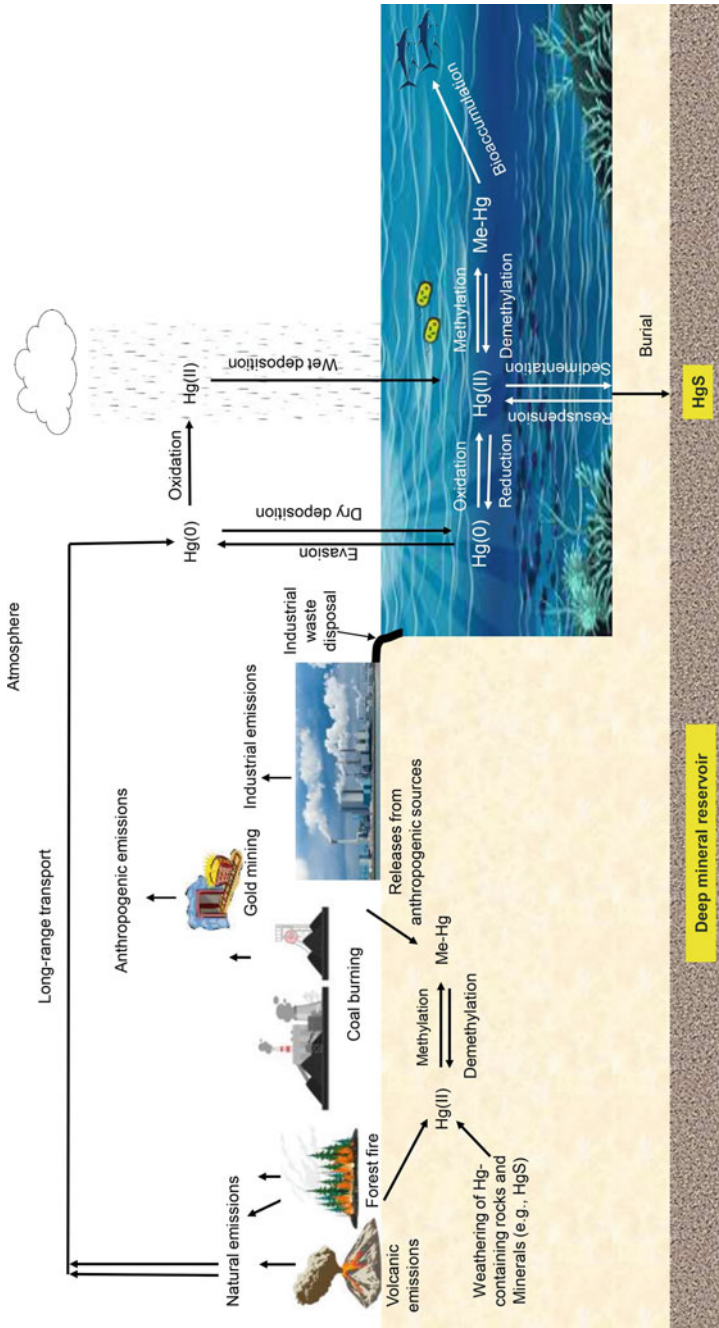 Atmosphere
Long-range transport
Natural emissions
Anthropogenic emissions
Industrial emissions
Volcanic
emissions
Forest fire
Coal burning
Gold mining
Industrial
waste
disposal
Hg(0)
Oxidation
Hg(II)
Evasion
Dry deposition
Wet deposition
Weathering of Hg-
containing rocks and
Minerals (e.g., HgS)
Hg(II)
Methylation
Demethylation
Me-Hg
Releases from
anthropogenic sources
Hg(0)
Oxidation
Reduction
Hg(II)
Methylation
Demethylation
Me-Hg
Bioaccumulation
Resuspension
Sedimentation
Burial
Deep mineral reservoir
HgS